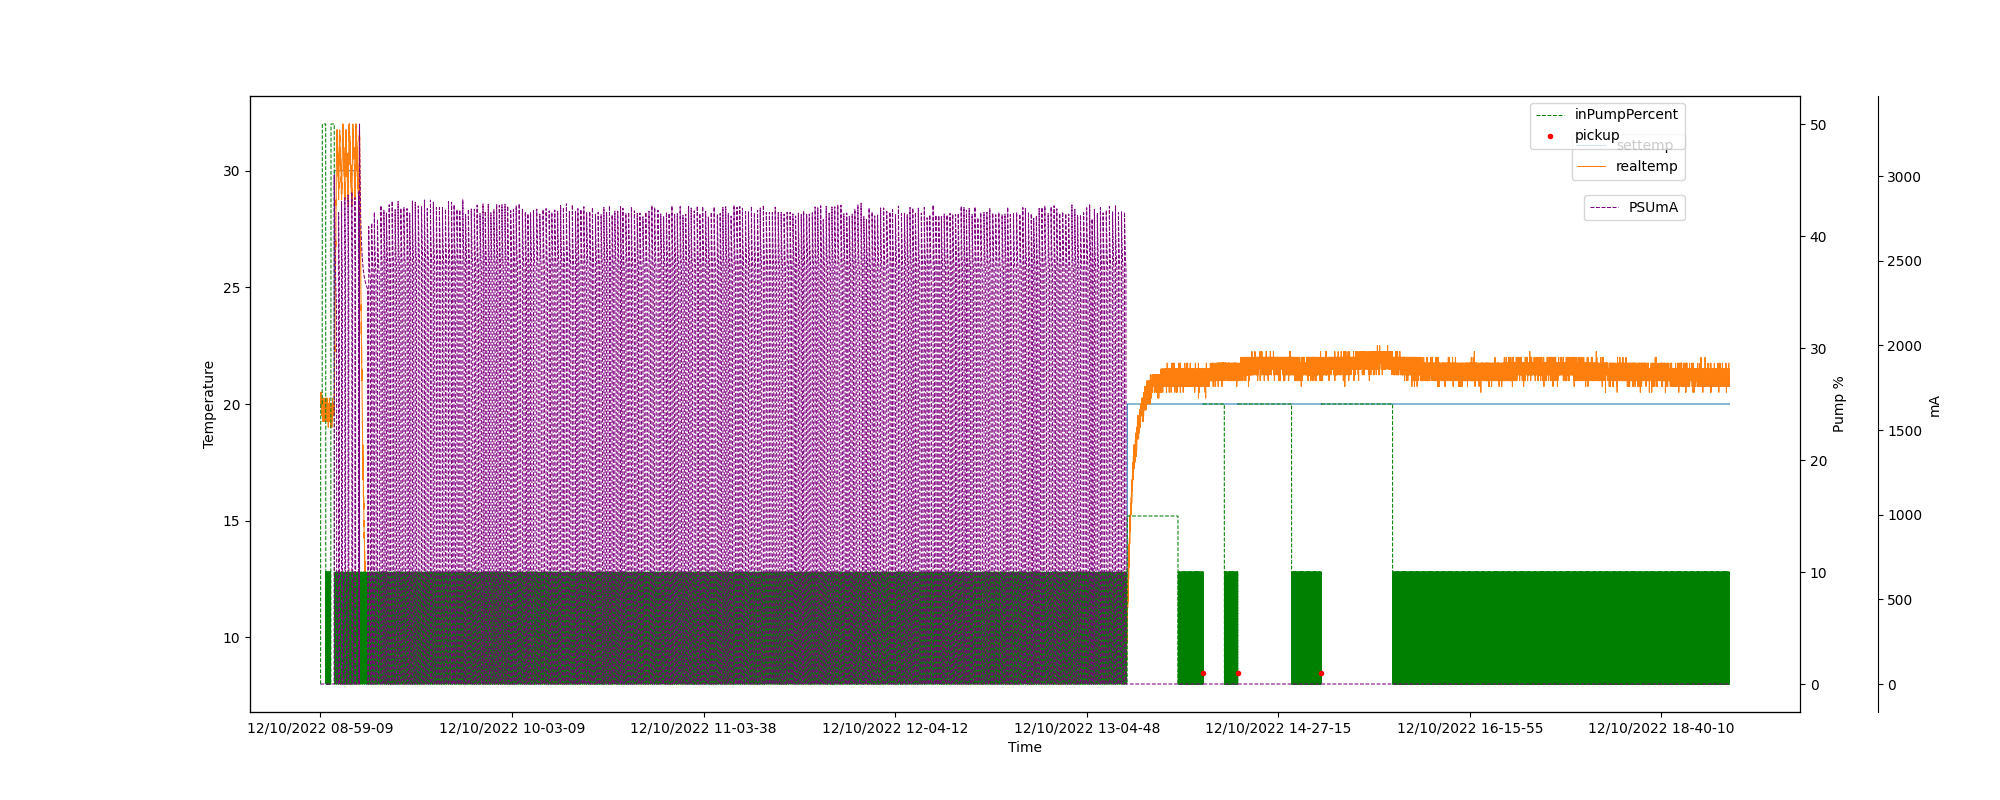 inPumpPercent
pickup
settemp
realtemp
PSUmA
30
25
20
15
10
Temperature
50
40
30
20
10
0
Pump %
3000
2500
2000
1500
1000
500
0
mA
12/10/2022 08-59-09
12/10/2022 10-03-09
12/10/2022 11-03-38
12/10/2022 12-04-12
12/10/2022 13-04-48
12/10/2022 14-27-15
12/10/2022 16-15-55
12/10/2022 18-40-10
Time